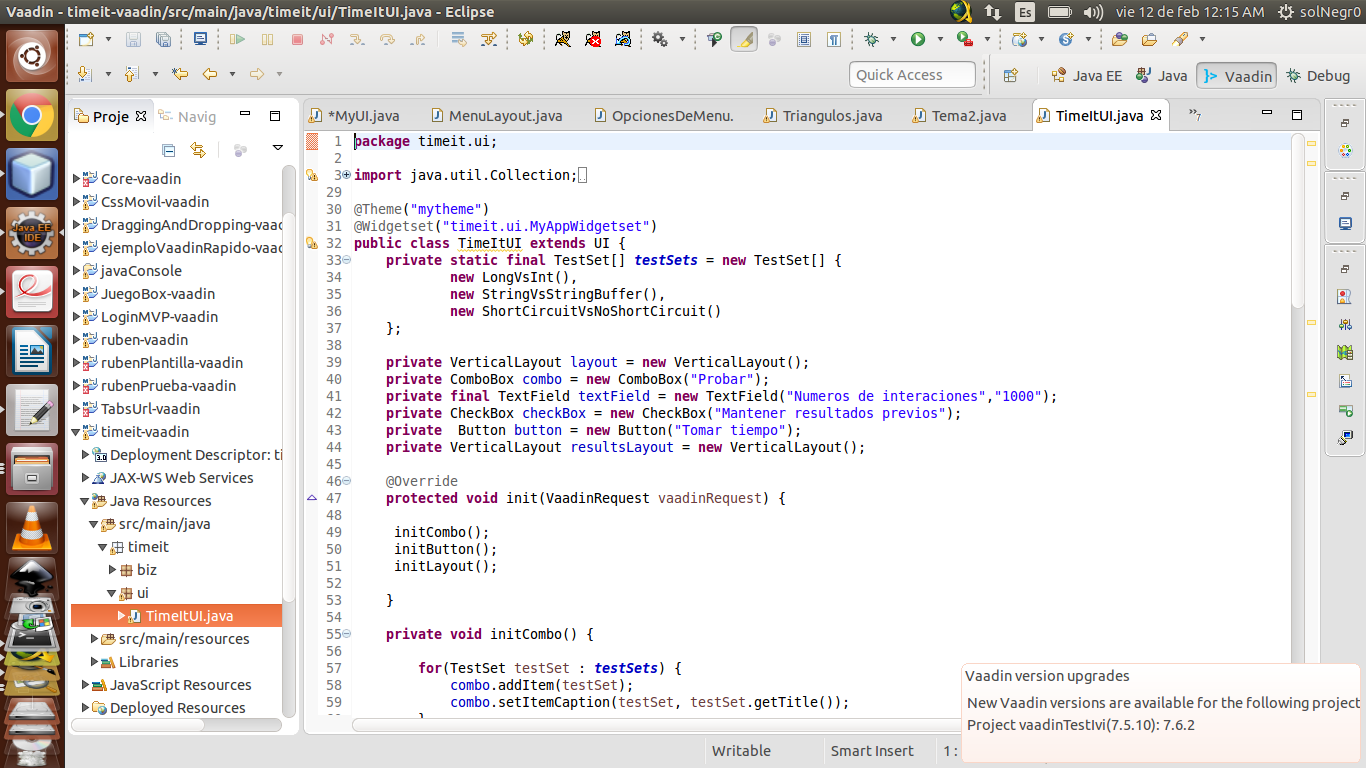 Vaadin - timeit-vaadin/src/main/java/timeit/ui/TimeItUI.java - Eclipse
Es
vie 12 de feb 12:15 AM
solNegr0
Quick Access
Java EE
Java
Vaadin
Debug
Proje
Navig
*MyUI.java
MenuLayout.java
OpcionesDeMenu.
Triangulos.java
Tema2.java
TimeItUI.java
»7
Core-vaadin
CssMovil-vaadin
DraggingAndDropping-vaad
ejemploVaadinRapido-vaad
javaConsole
JuegoBox-vaadin
LoginMVP-vaadin
ruben-vaadin
rubenPlantilla-vaadin
rubenPrueba-vaadin
TabsUrl-vaadin
timeit-vaadin
Deployment Descriptor: ti
JAX-WS Web Services
Java Resources
src/main/java
timeit
biz
ui
TimeItUI.java
src/main/resources
Libraries
JavaScript Resources
Deployed Resources
Java EE
IDE
1 package timeit.ui;
2
3 import java.util.Collection;
29
30 @Theme("mytheme")
31 @Widgetset("timeit.ui.MyAppWidgetset")
32 public class TimeItUI extends UI {
33 private static final TestSet[] testSets = new TestSet[] {
34 new LongVsInt(),
35 new StringVsStringBuffer(),
36 new ShortCircuitVsNoShortCircuit()
37 };
38
39 private VerticalLayout layout = new VerticalLayout();
40 private ComboBox combo = new ComboBox("Probar");
41 private final TextField textField = new TextField("Numeros de interaciones","1000");
42 private CheckBox checkBox = new CheckBox("Mantener resultados previos");
43 private  Button button = new Button("Tomar tiempo");
44 private VerticalLayout resultsLayout = new VerticalLayout();
45
46 @Override
47 protected void init(VaadinRequest vaadinRequest) {
48
49 initCombo();
50 initButton();
51 initLayout();
52
53 }
54
55 private void initCombo() {
56
57 for(TestSet testSet : testSets) {
58 combo.addItem(testSet);
59 combo.setItemCaption(testSet, testSet.getTitle());
Vaadin version upgrades
New Vaadin versions are available for the following project
Project vaadinTestIvi(7.5.10): 7.6.2
Writable
Smart Insert
1 :